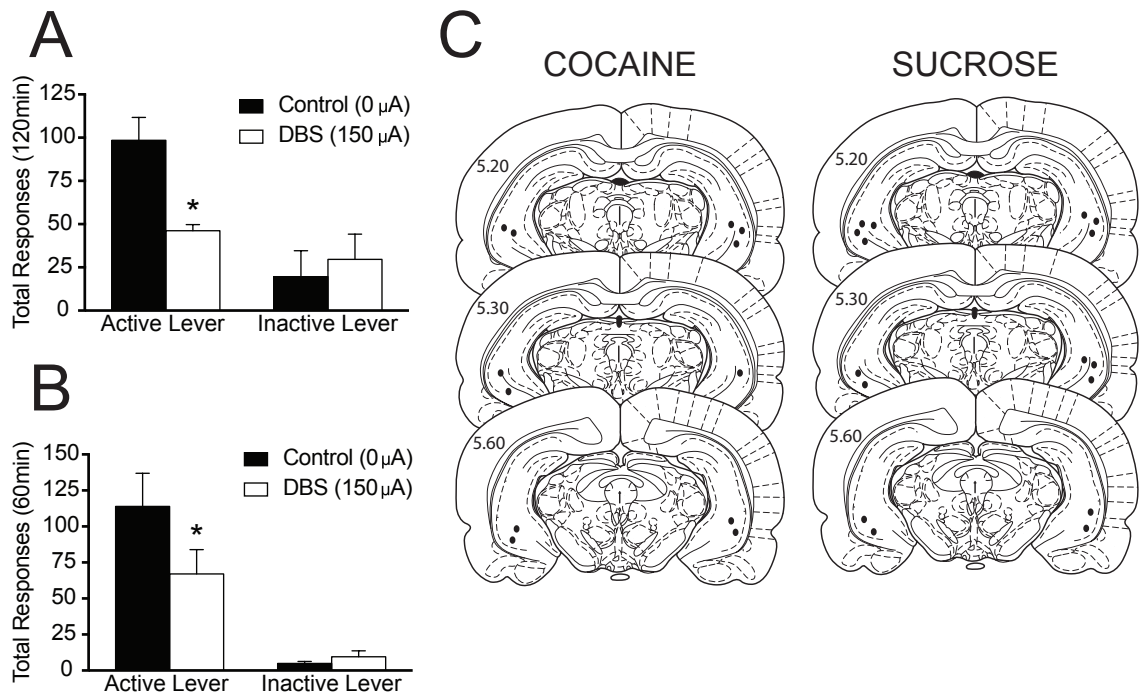 A
Total Responses (120min)
125
100
75
50
25
0
Control (0 µA)
DBS (150 µA)
*
Active Lever
Inactive Lever
B
Total Responses (60min)
150
125
100
75
50
25
0
Control (0 µA)
DBS (150 µA)
*
Active Lever
Inactive Lever
C
COCAINE
5.20
5.30
5.60
SUCROSE
5.20
5.30
5.60